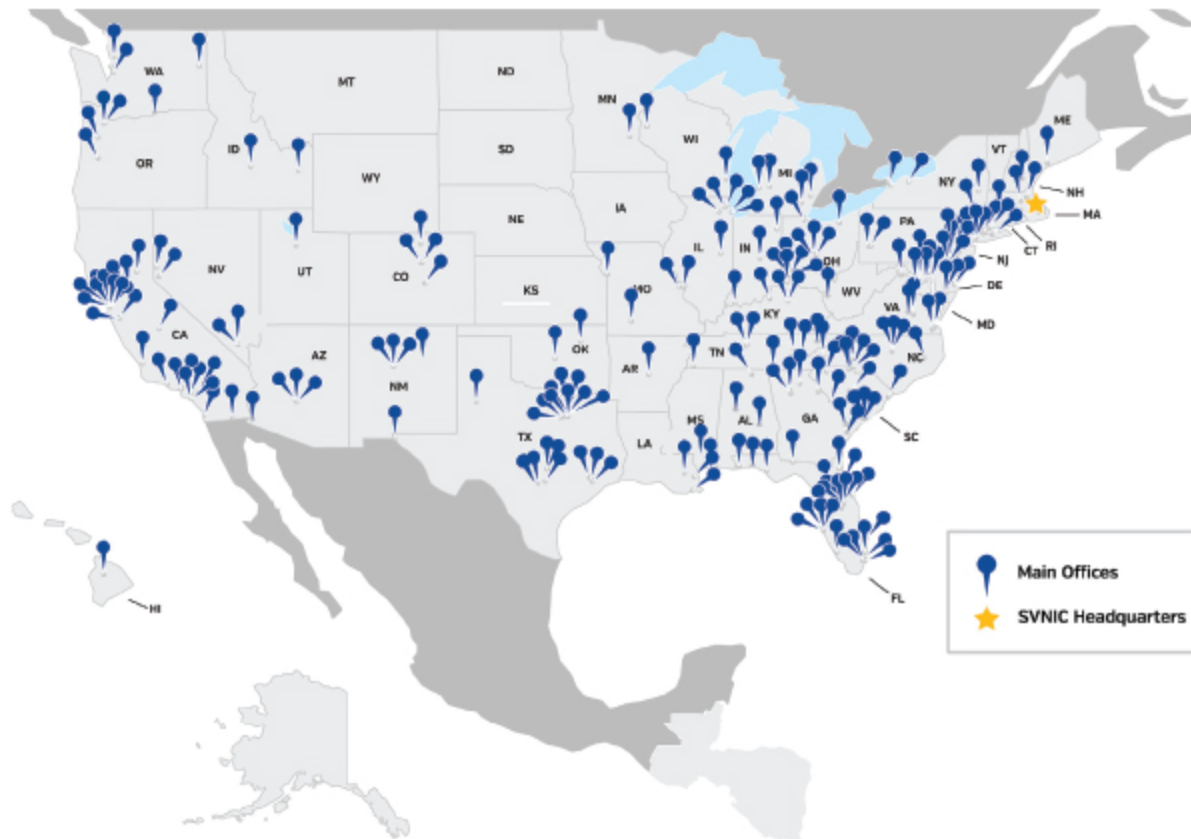 WA
MT
ND
MN
ME
WI
VT
OR
ID
SD
MI
NY
WY
NH
IA
MA
NE
PA
RI
CT
IL
IN
OH
NJ
NV
UT
CO
DE
KS
MO
WV
VA
MD
CA
KY
AZ
OK
TN
NC
AR
NM
MS
AL
GA
SC
TX
LA
Main Offices
FL
HI
SVNIC Headquarters